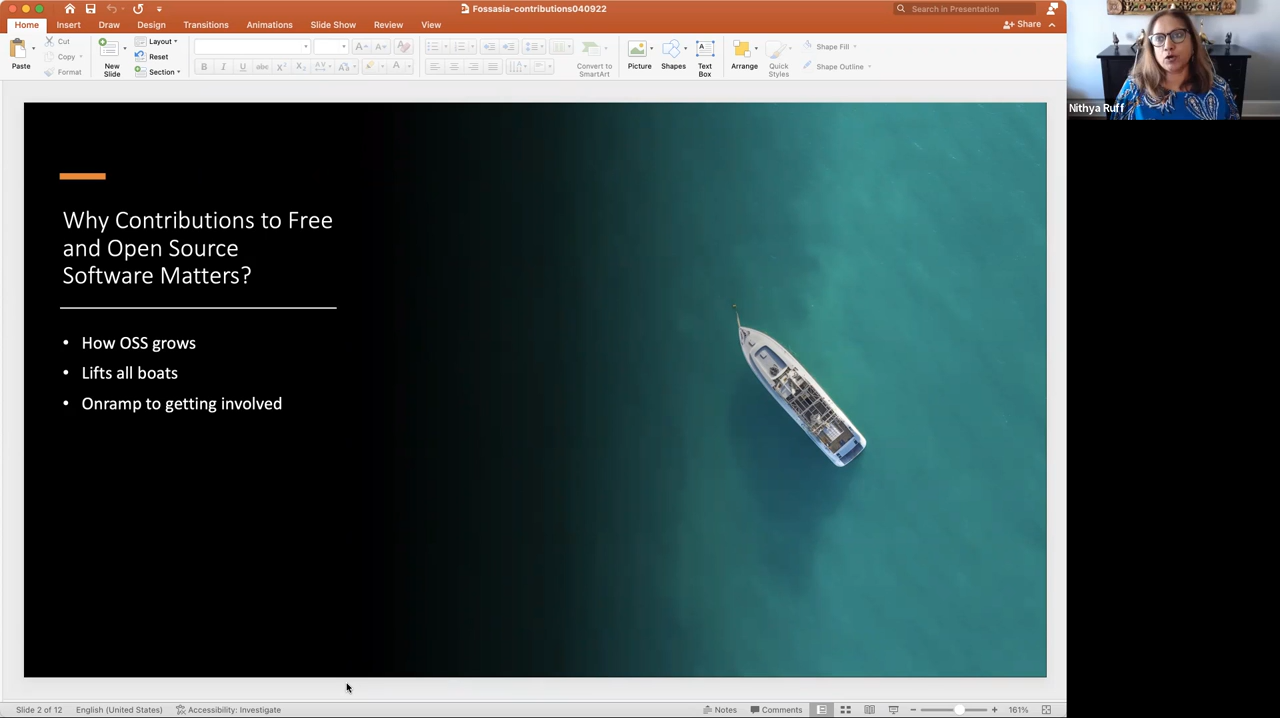 Fossasia-contributions040922
Search in Presentation
Home Insert Draw Design Transitions Animations Slide Show Review View Share
Paste
Cut
Copy
Format
New Slide
Layout
Reset
Section
Convert to SmartArt
Picture
Shapes
Text Box
Arrange
Quick Styles
Shape Fill
Shape Outline
Nithya Ruff
Why Contributions to Free
and Open Source
Software Matters?
• How OSS grows
• Lifts all boats
• Onramp to getting involved
Slide 2 of 12 English (United States) Accessibility: Investigate Notes Comments 161%